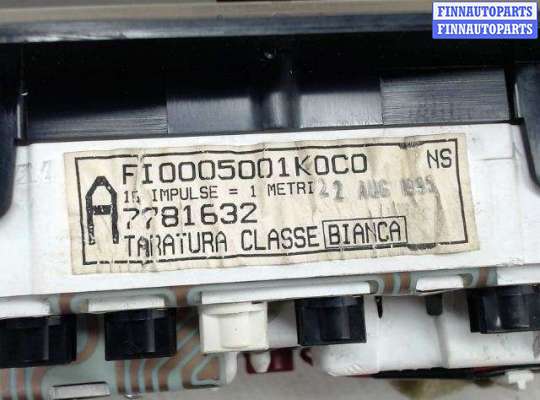 FINNAUTOPARTS
FINNAUTOPARTS
FI0005001K0C0 NS
16 IMPULSE = 1 METRI 22 AUG 1995
A 7781632
TARATURA CLASSE BIANCA